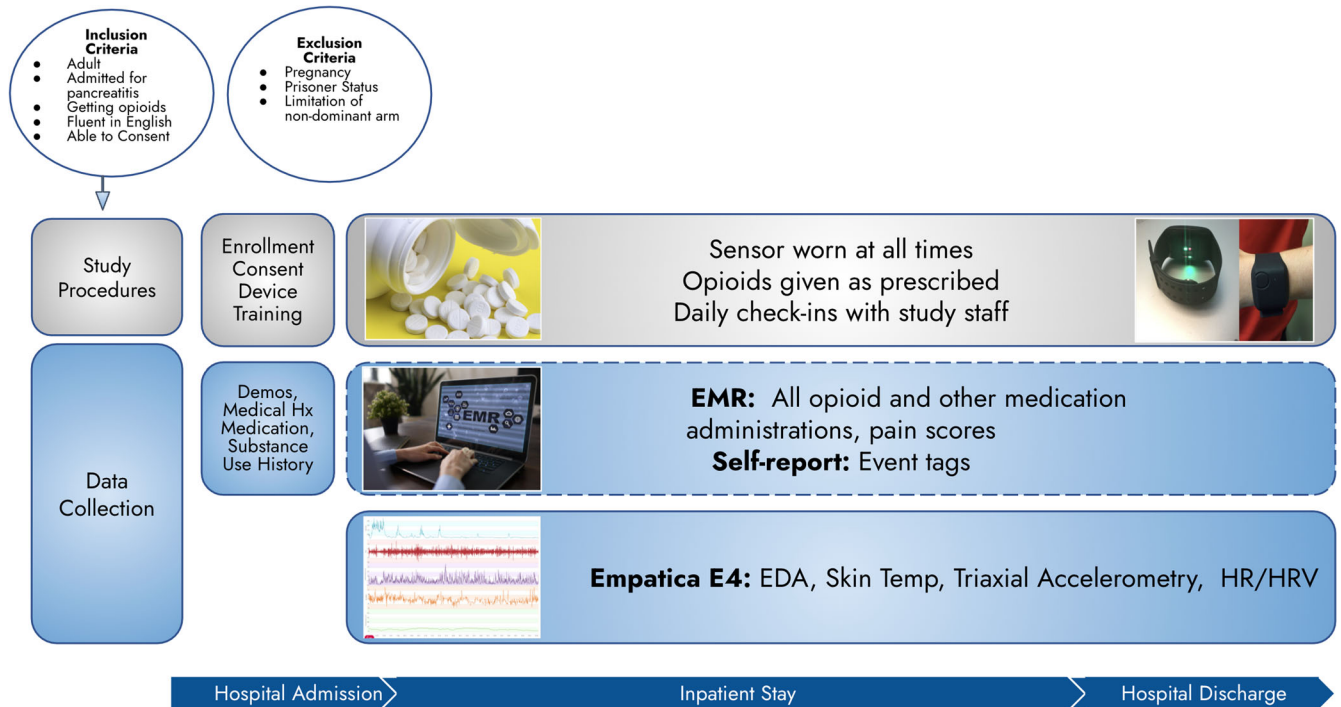 Inclusion
Criteria
● Adult
● Admitted for
pancreatitis
● Getting opioids
● Fluent in English
● Able to Consent
Exclusion
Criteria
● Pregnancy
● Prisoner Status
● Limitation of
non-dominant arm
Study
Procedures
Enrollment
Consent
Device
Training
Sensor worn at all times
Opioids given as prescribed
Daily check-ins with study staff
Data
Collection
Demos,
Medical Hx
Medication,
Substance
Use History
EMR
EMR: All opioid and other medication
administrations, pain scores
Self-report: Event tags
Empatica E4: EDA, Skin Temp, Triaxial Accelerometry, HR/HRV
Hospital Admission
Inpatient Stay
Hospital Discharge